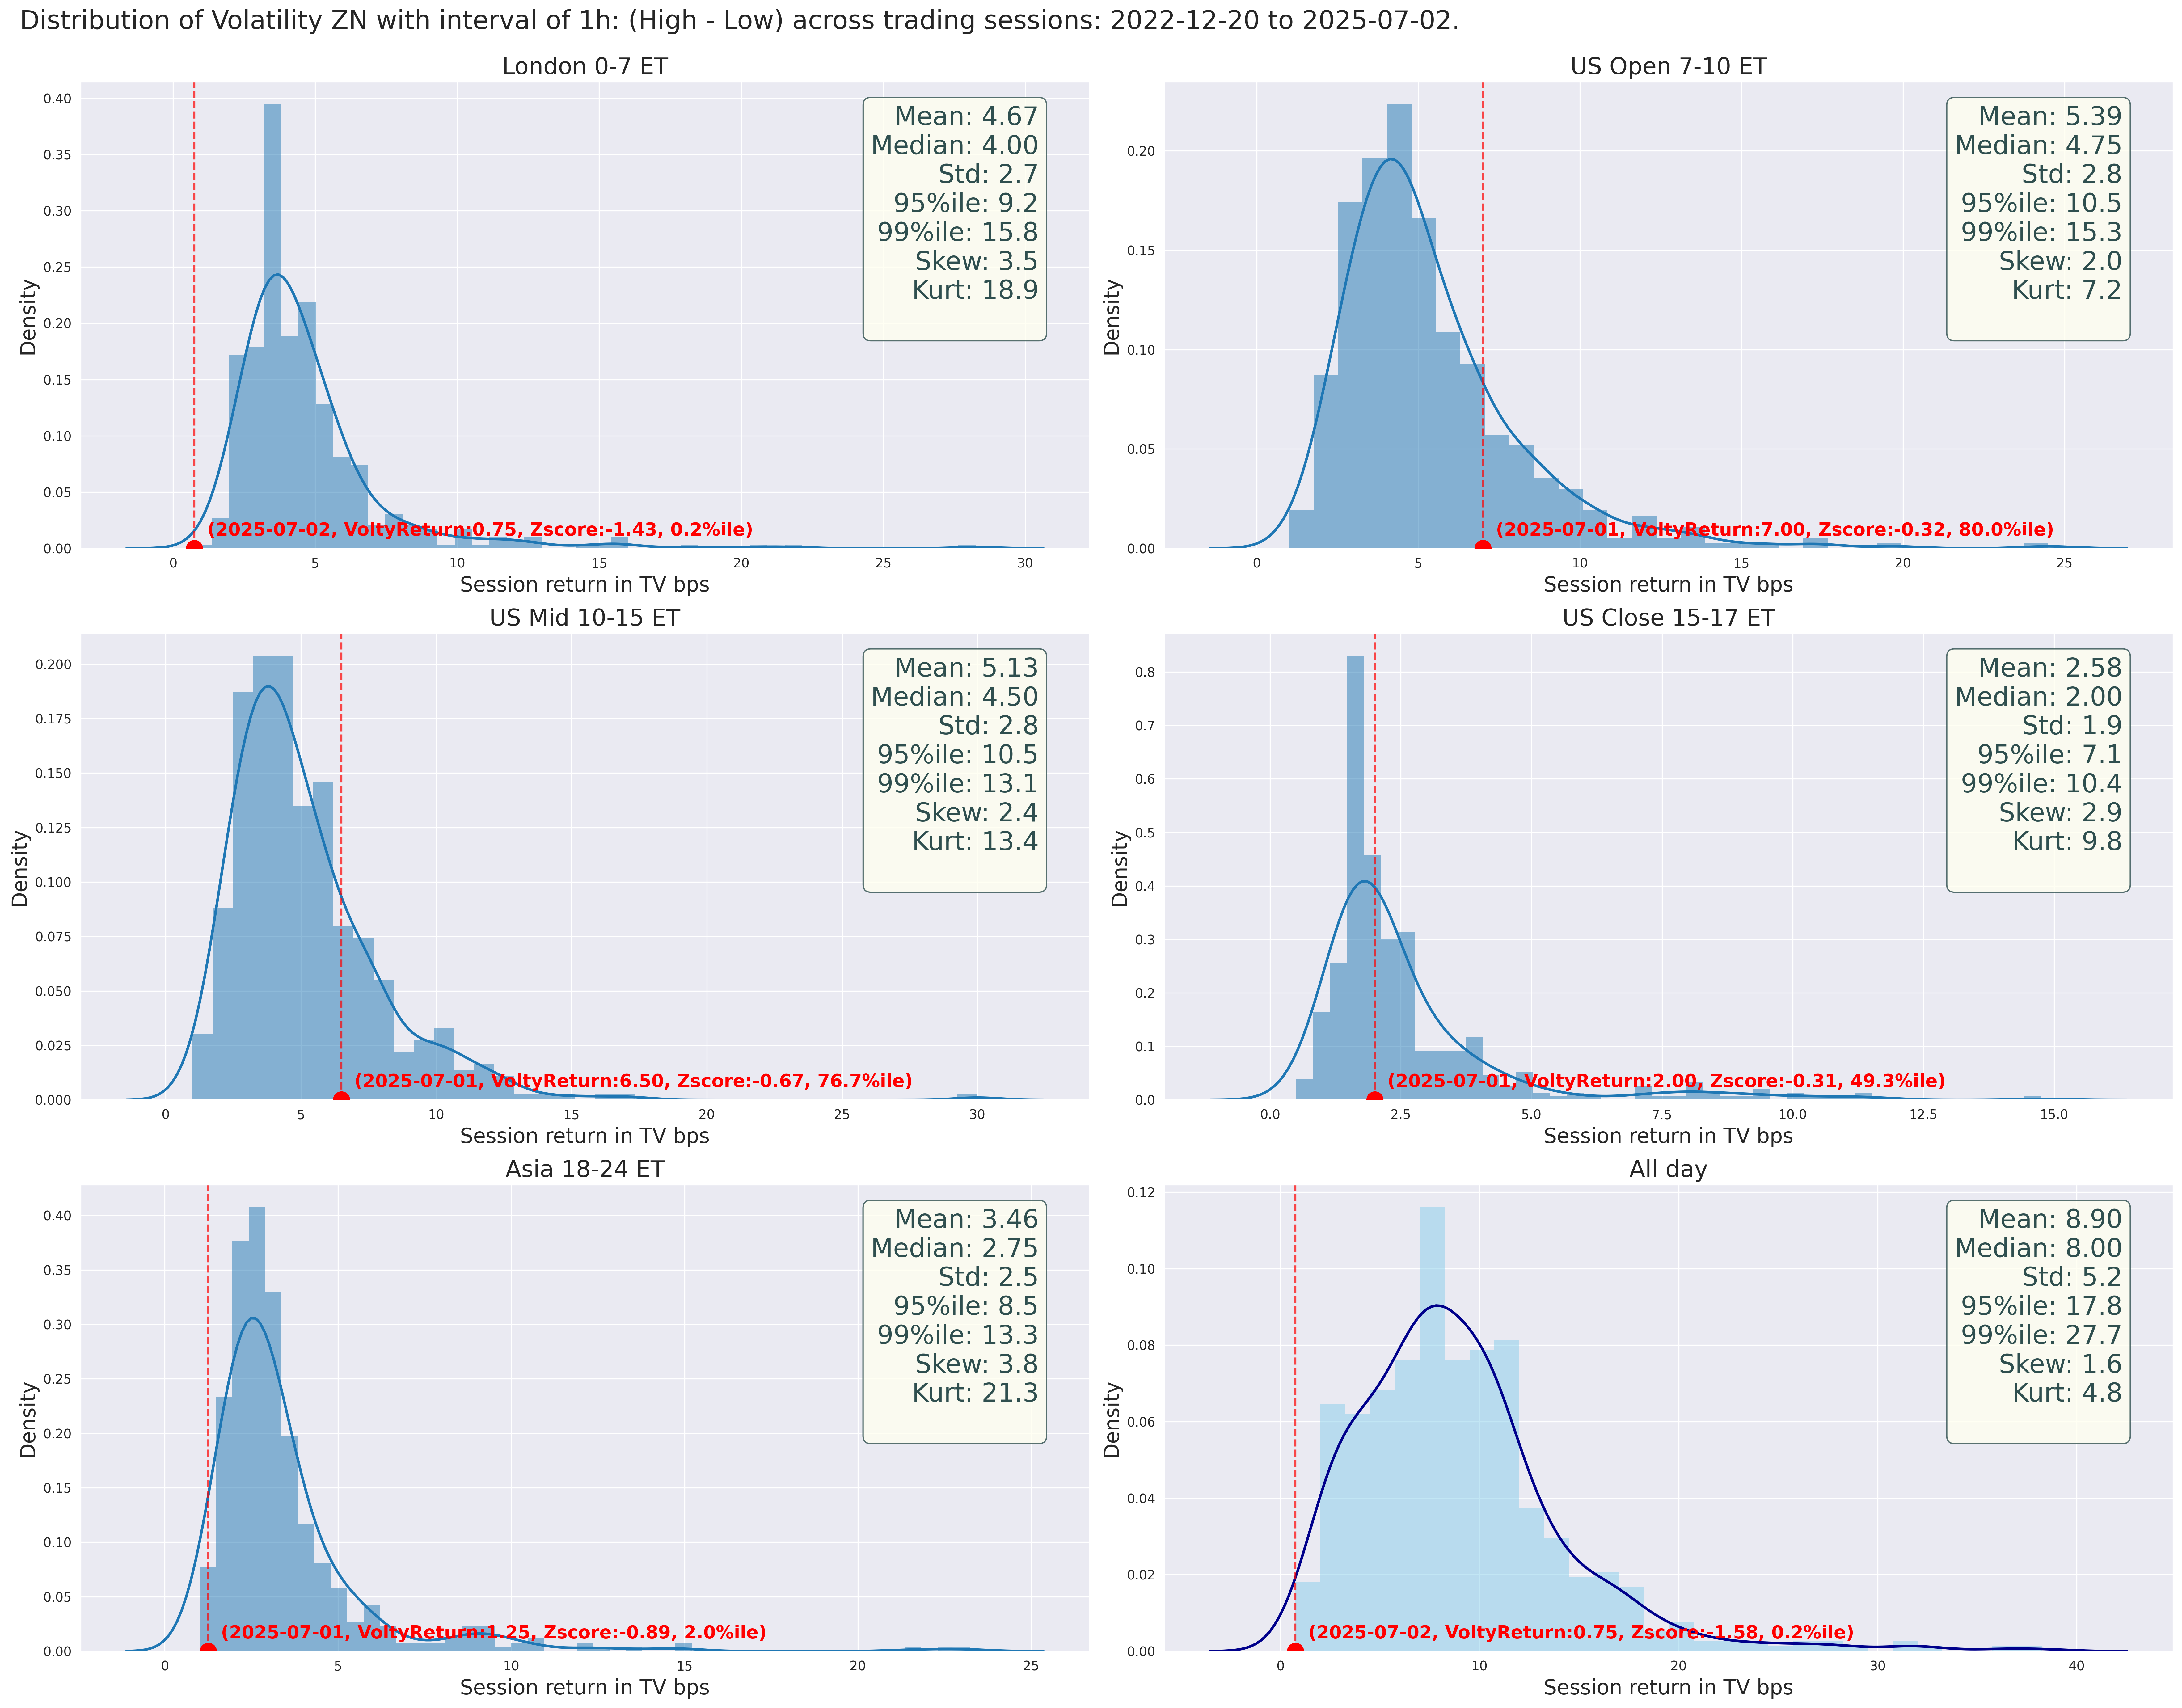 Distribution of Volatility ZN with interval of 1h: (High - Low) across trading sessions: 2022-12-20 to 2025-07-02.
London 0-7 ET
0.40
0.35
0.30
0.25
0.20
0.15
0.10
0.05
0.00
Density
Mean: 4.67
Median: 4.00
Std: 2.7
95%ile: 9.2
99%ile: 15.8
Skew: 3.5
Kurt: 18.9
(2025-07-02, VoltyReturn:0.75, Zscore:-1.43, 0.2%ile)
0 5 10 15 20 25 30
Session return in TV bps
US Open 7-10 ET
0.20
0.15
0.10
0.05
0.00
Density
Mean: 5.39
Median: 4.75
Std: 2.8
95%ile: 10.5
99%ile: 15.3
Skew: 2.0
Kurt: 7.2
(2025-07-01, VoltyReturn:7.00, Zscore:-0.32, 80.0%ile)
0 5 10 15 20 25
Session return in TV bps
US Mid 10-15 ET
0.200
0.175
0.150
0.125
0.100
0.075
0.050
0.025
0.000
Density
Mean: 5.13
Median: 4.50
Std: 2.8
95%ile: 10.5
99%ile: 13.1
Skew: 2.4
Kurt: 13.4
(2025-07-01, VoltyReturn:6.50, Zscore:-0.67, 76.7%ile)
0 5 10 15 20 25 30
Session return in TV bps
US Close 15-17 ET
0.8
0.7
0.6
0.5
0.4
0.3
0.2
0.1
0.0
Density
Mean: 2.58
Median: 2.00
Std: 1.9
95%ile: 7.1
99%ile: 10.4
Skew: 2.9
Kurt: 9.8
(2025-07-01, VoltyReturn:2.00, Zscore:-0.31, 49.3%ile)
0.0 2.5 5.0 7.5 10.0 12.5 15.0
Session return in TV bps
Asia 18-24 ET
0.40
0.35
0.30
0.25
0.20
0.15
0.10
0.05
0.00
Density
Mean: 3.46
Median: 2.75
Std: 2.5
95%ile: 8.5
99%ile: 13.3
Skew: 3.8
Kurt: 21.3
(2025-07-01, VoltyReturn:1.25, Zscore:-0.89, 2.0%ile)
0 5 10 15 20 25
Session return in TV bps
All day
0.12
0.10
0.08
0.06
0.04
0.02
0.00
Density
Mean: 8.90
Median: 8.00
Std: 5.2
95%ile: 17.8
99%ile: 27.7
Skew: 1.6
Kurt: 4.8
(2025-07-02, VoltyReturn:0.75, Zscore:-1.58, 0.2%ile)
0 10 20 30 40
Session return in TV bps